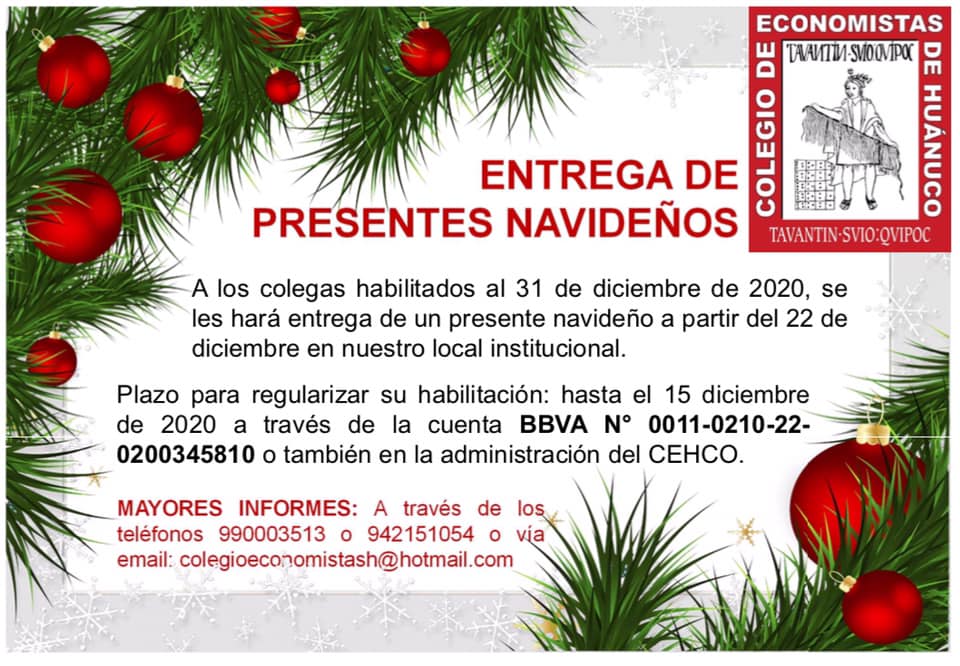 COLEGIO DE
ECONOMISTAS
DE HUÁNUCO
TAVANTIN·SVIO:QVIPOC
TAVANTIN·SVIO:QVIPOC
ENTREGA DE
PRESENTES NAVIDEÑOS
A los colegas habilitados al 31 de diciembre de 2020, se
les hará entrega de un presente navideño a partir del 22 de
diciembre en nuestro local institucional.
Plazo para regularizar su habilitación: hasta el 15 diciembre
de 2020 a través de la cuenta BBVA N° 0011-0210-22-
0200345810 o también en la administración del CEHCO.
MAYORES INFORMES: A través de los
teléfonos 990003513 o 942151054 o vía
email: colegioeconomistash@hotmail.com